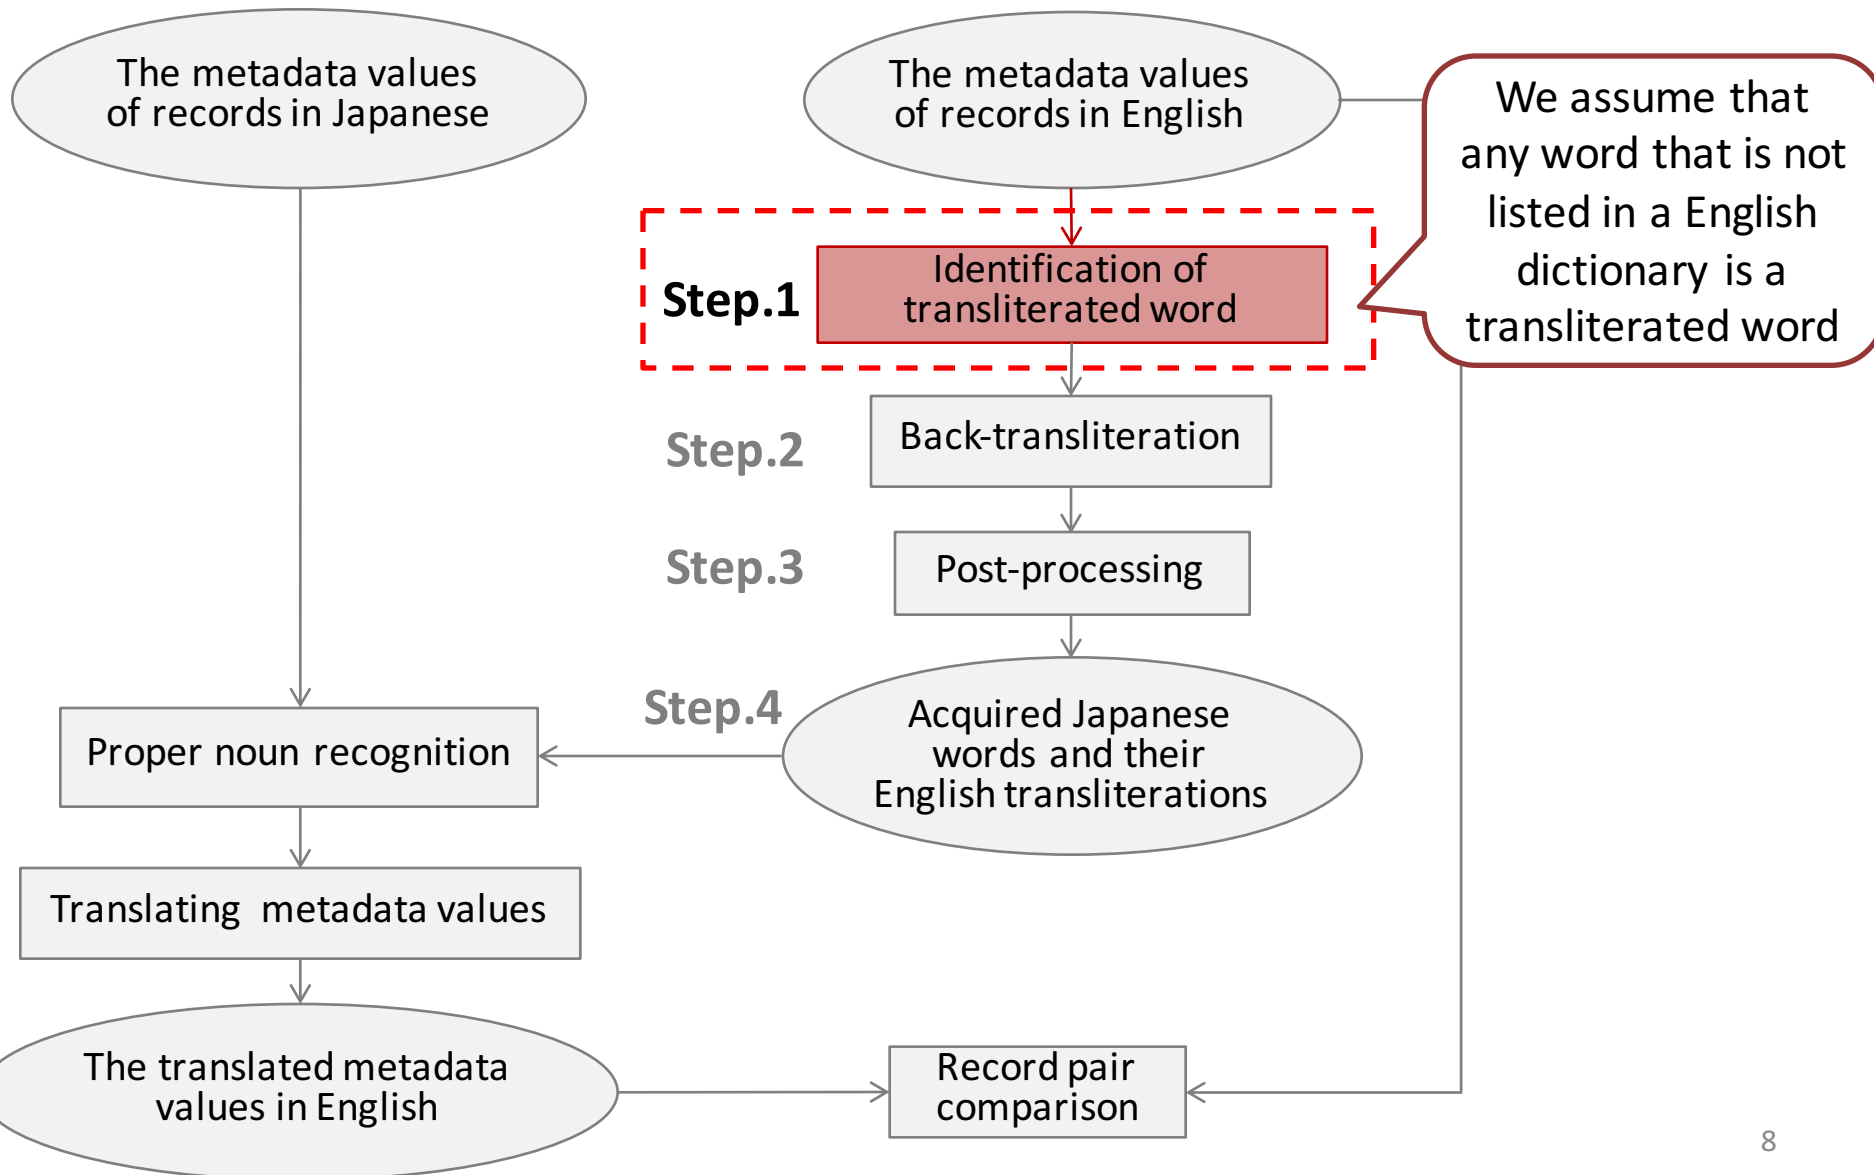 The metadata values
of records in Japanese
The metadata values
of records in English
We assume that
any word that is not
listed in a English
dictionary is a
transliterated word
Step.1
Identification of
transliterated word
Step.2
Back-transliteration
Step.3
Post-processing
Step.4
Acquired Japanese
words and their
English transliterations
Proper noun recognition
Translating metadata values
The translated metadata
values in English
Record pair
comparison
8